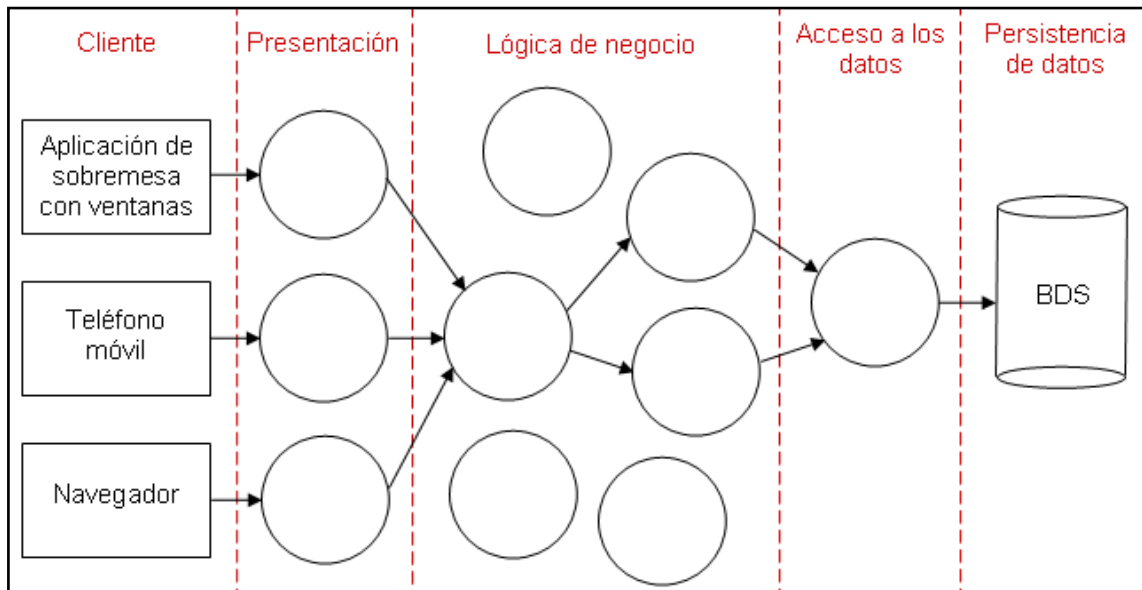 Cliente
Presentación
Lógica de negocio
Acceso a los
datos
Persistencia
de datos
Aplicación de
sobremesa
con ventanas
Teléfono
móvil
Navegador
BDS